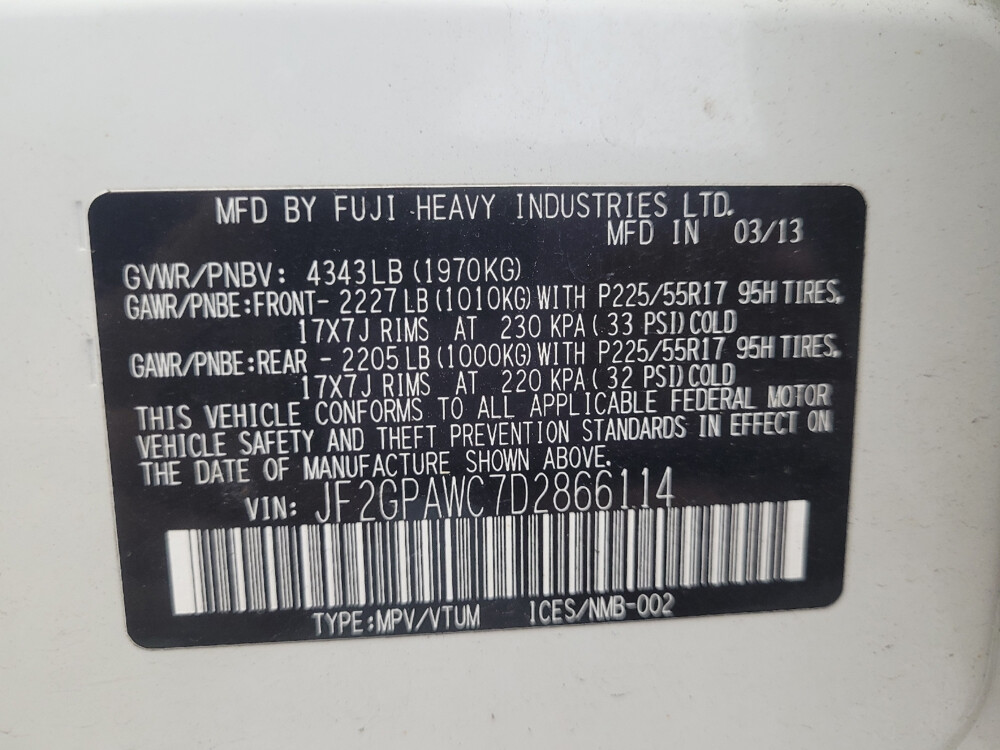 MFD BY FUJI HEAVY INDUSTRIES LTD.
MFD IN 03/13
GVWR/PNBV: 4343LB (1970KG)
GAWR/PNBE:FRONT- 2227LB (1010KG) WITH P225/55R17 95H TIRES,
17X7J RIMS AT 230 KPA ( 33 PSI) COLD
GAWR/PNBE:REAR - 2205LB (1000KG) WITH P225/55R17 95H TIRES,
17X7J RIMS AT 220 KPA ( 32 PSI) COLD
THIS VEHICLE CONFORMS TO ALL APPLICABLE FEDERAL MOTOR
VEHICLE SAFETY AND THEFT PREVENTION STANDARDS IN EFFECT ON
THE DATE OF MANUFACTURE SHOWN ABOVE.
VIN: JF2GPAWC7D2866114
TYPE:MPV/VTUM ICES/NMB-002